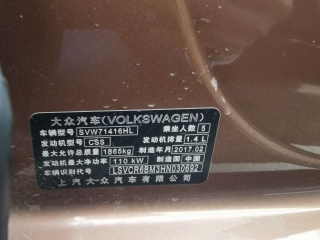 大众汽车(VOLKSWAGEN)
车辆型号 SVW71416HL 乘坐人数 5
发动机型号 CSS 发动机排量 1.4 L
最大允许总质量 1865kg 制造年月 2017.02
发动机最大净功率 110 kW 制造国 中国
车辆识别代号 LSVCR6BM3HN030692
上汽大众汽车有限公司